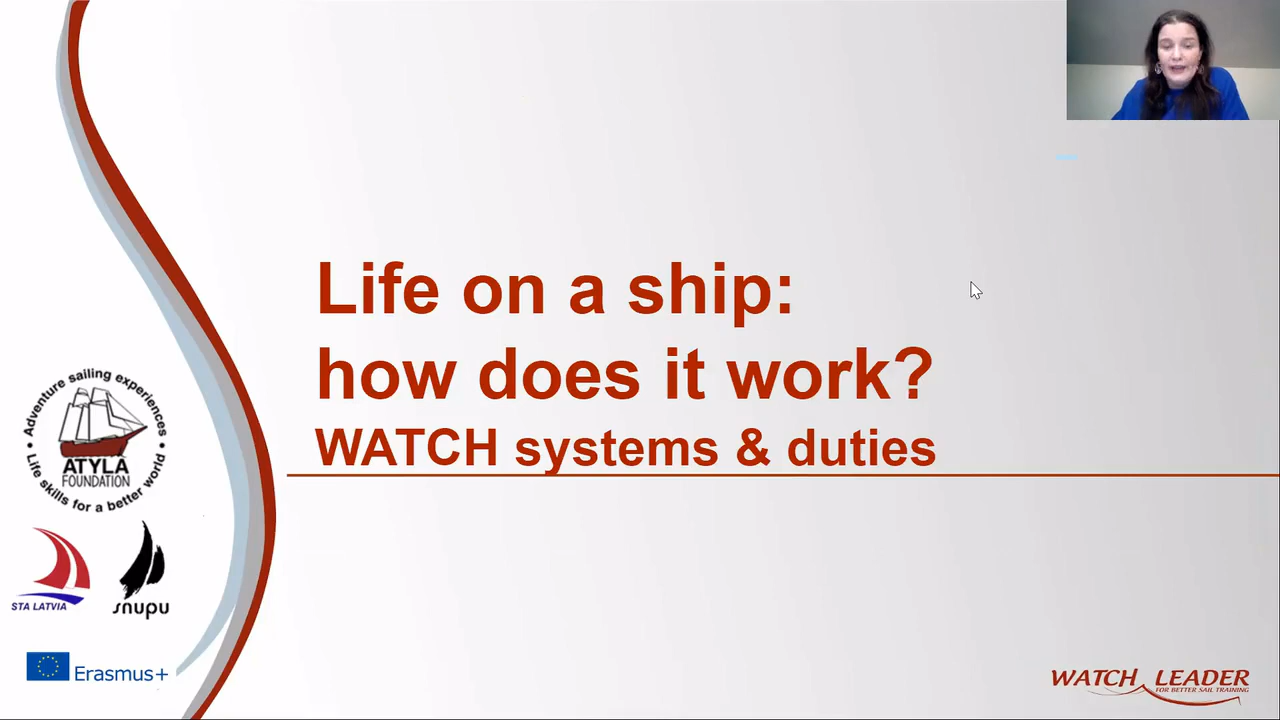 Life on a ship:
how does it work?
WATCH systems & duties
• Adventure sailing experiences •
ATYLA
FOUNDATION
Life skills for a better world
STA LATVIA
snupu
Erasmus+
WATCH LEADER
FOR BETTER SAIL TRAINING